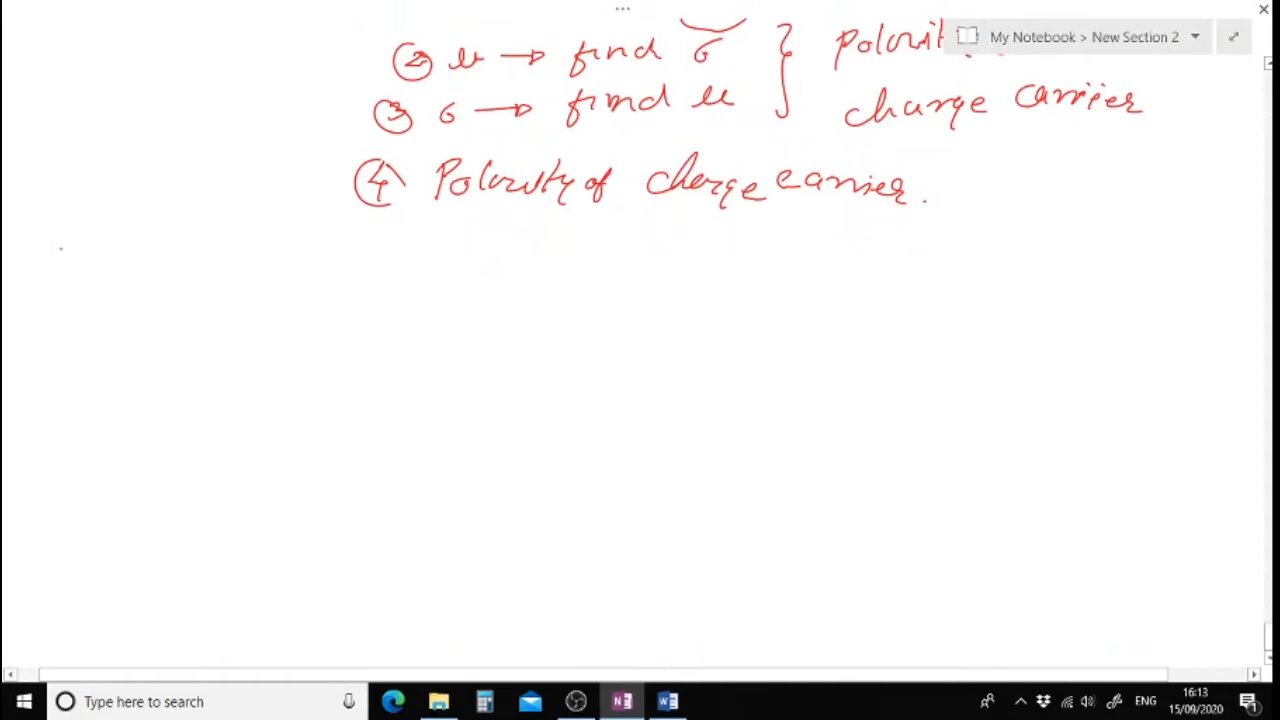 ② μ → find σ } polarit
My Notebook > New Section 2
③ σ → find μ charge carrier
④ Polarity of charge carrier.
Type here to search
ENG
16:13
15/09/2020